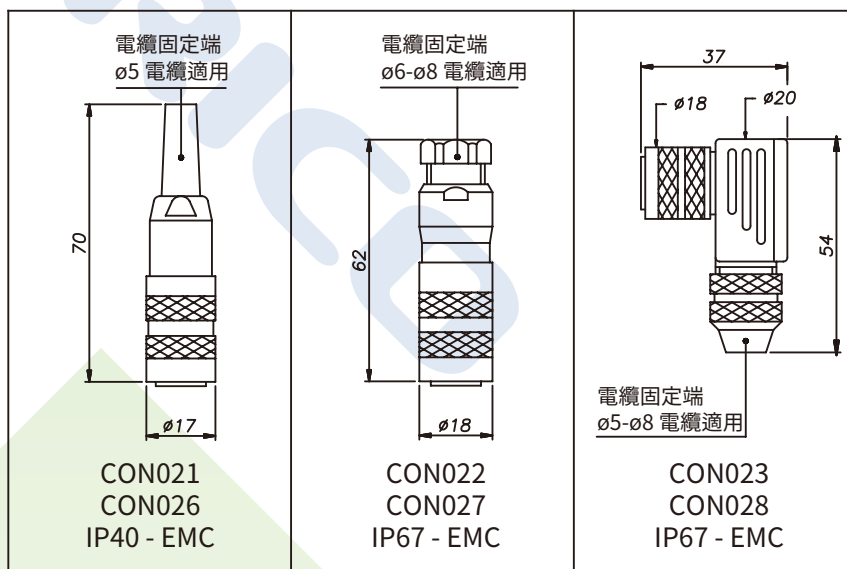 電纜固定端
ø5 電纜適用
70
ø17
CON021
CON026
IP40 - EMC
電纜固定端
ø6-ø8 電纜適用
62
ø18
CON022
CON027
IP67 - EMC
37
ø18
ø20
54
電纜固定端
ø5-ø8 電纜適用
CON023
CON028
IP67 - EMC